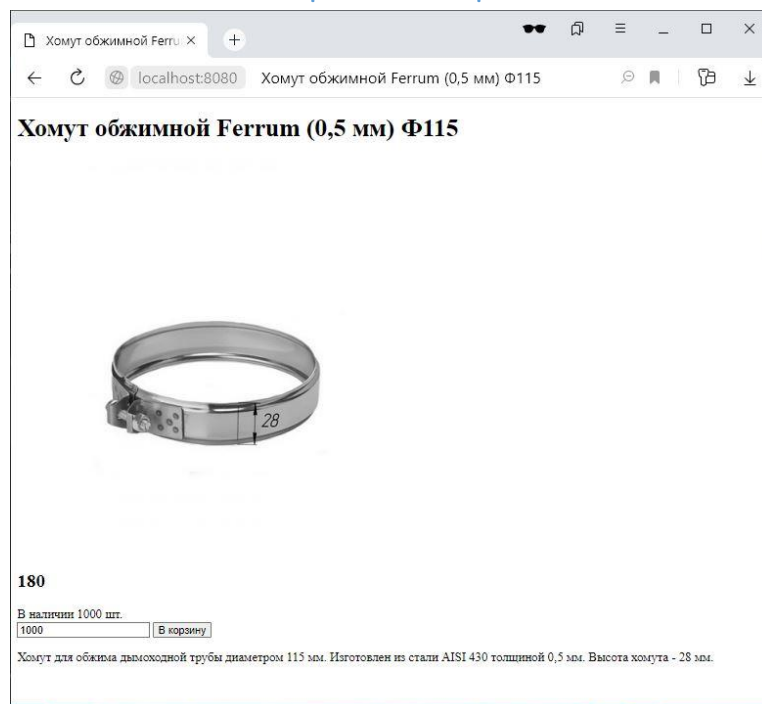 Хомут обжимной Ferru
localhost:8080 Хомут обжимной Ferrum (0,5 мм) Ф115
Хомут обжимной Ferrum (0,5 мм) Ф115
28
180
В наличии 1000 шт.
1000 В корзину
Хомут для обжима дымоходной трубы диаметром 115 мм. Изготовлен из стали AISI 430 толщиной 0,5 мм. Высота хомута - 28 мм.